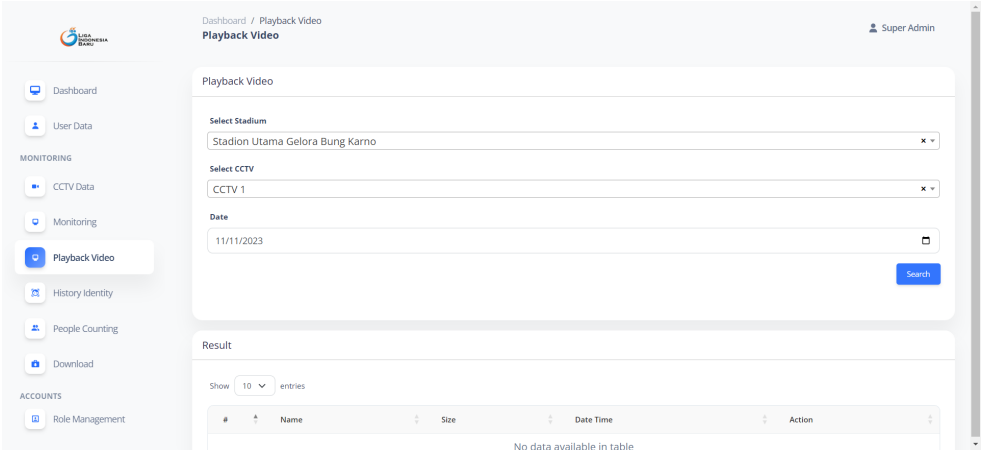 LIGA
INDONESIA
BARU
Dashboard
User Data
MONITORING
CCTV Data
Monitoring
Playback Video
History Identity
People Counting
Download
ACCOUNTS
Role Management
Dashboard / Playback Video
Playback Video
Super Admin
Playback Video
Select Stadium
Stadion Utama Gelora Bung Karno
Select CCTV
CCTV 1
Date
11/11/2023
Search
Result
Show 10 entries
# Name Size Date Time Action
No data available in table